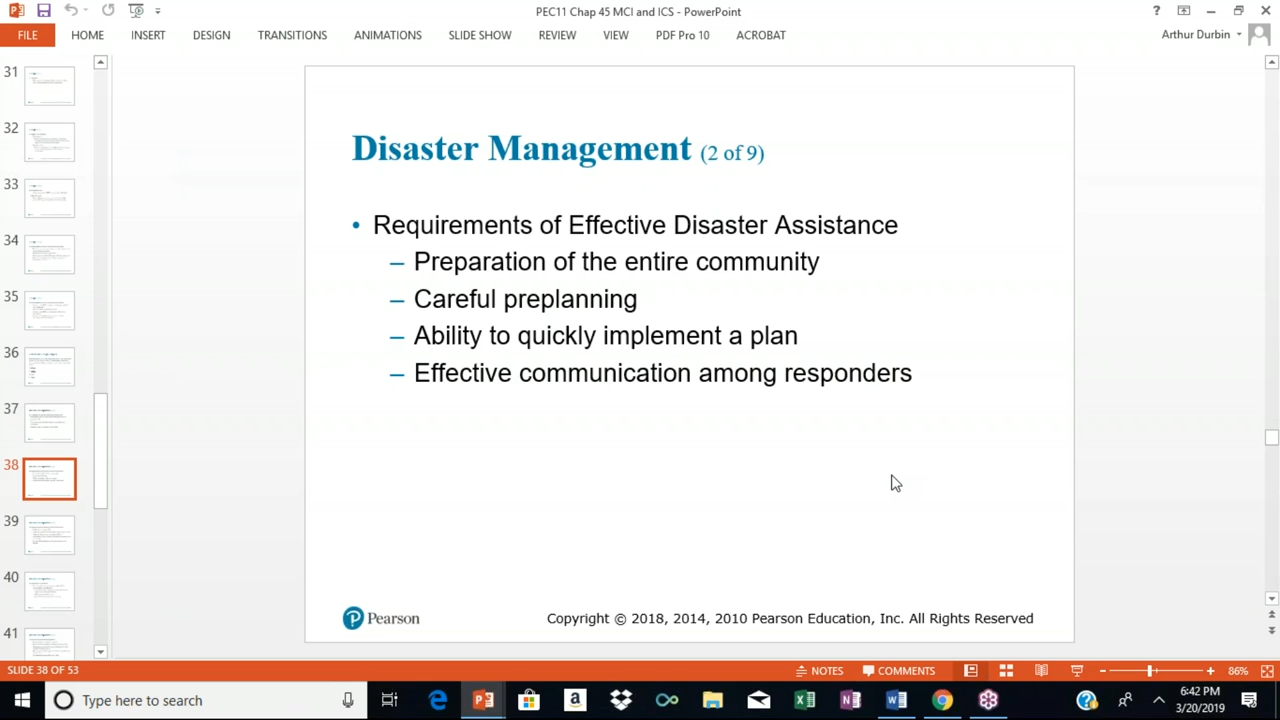 PEC11 Chap 45 MCI and ICS - PowerPoint
?
FILE HOME INSERT DESIGN TRANSITIONS ANIMATIONS SLIDE SHOW REVIEW VIEW PDF Pro 10 ACROBAT Arthur Durbin
31
32
33
34
35
36
37
38
39
40
41
Disaster Management (2 of 9)
• Requirements of Effective Disaster Assistance
– Preparation of the entire community
– Careful preplanning
– Ability to quickly implement a plan
– Effective communication among responders
Pearson
Copyright © 2018, 2014, 2010 Pearson Education, Inc. All Rights Reserved
SLIDE 38 OF 53 NOTES COMMENTS 86%
Type here to search
6:42 PM
3/20/2019